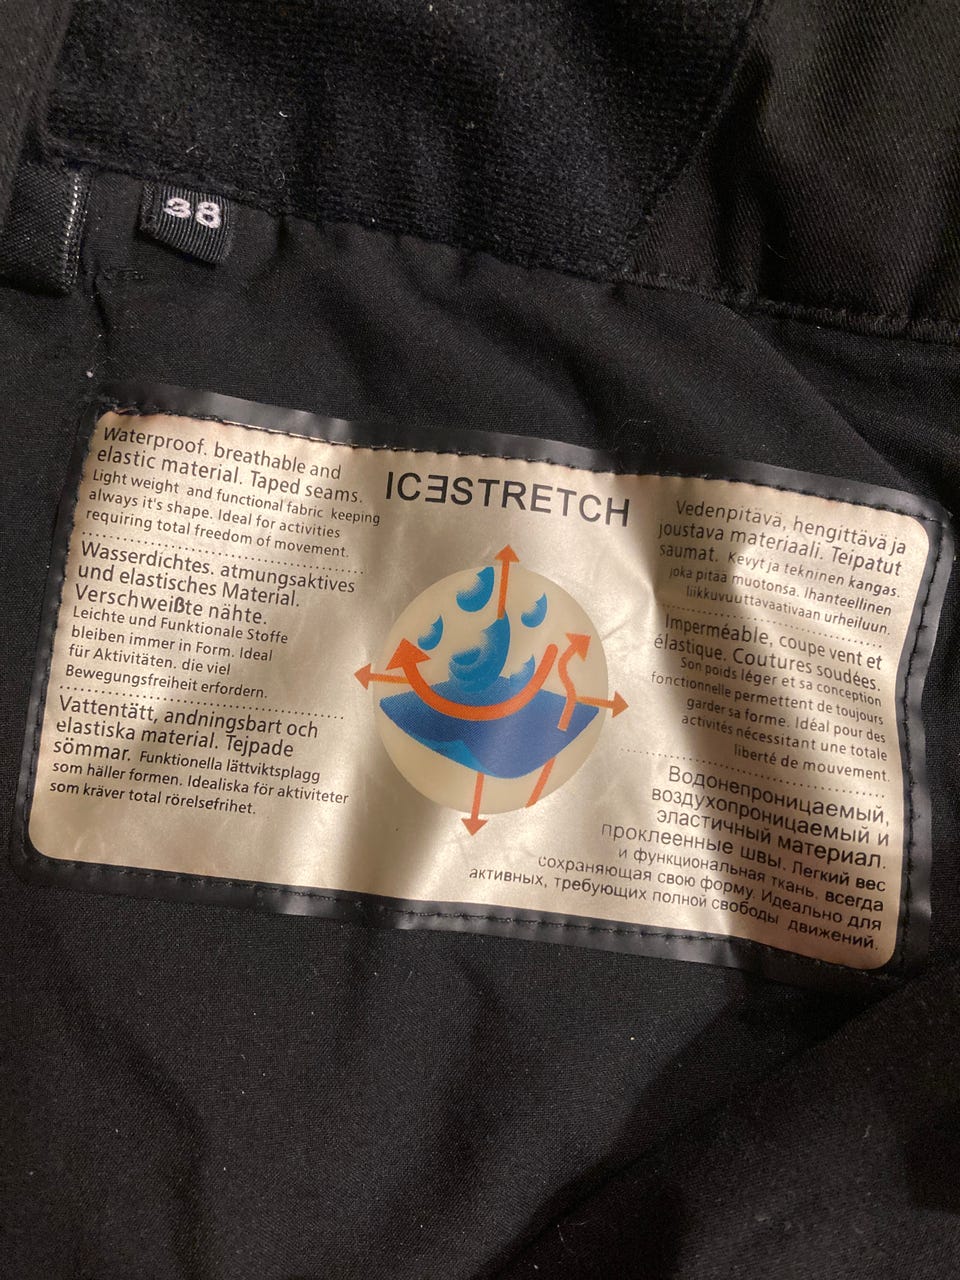 38
Waterproof. breathable and
elastic material. Taped seams.
Light weight and functional fabric keeping
always it's shape. Ideal for activities
requiring total freedom of movement.
Wasserdichtes. atmungsaktives
und elastisches Material.
Verschweißte nähte.
Leichte und Funktionale Stoffe
bleiben immer in Form. Ideal
für Aktivitäten. die viel
Bewegungsfreiheit erfordern.
Vattentätt, andningsbart och
elastiska material. Tejpade
sömmar. Funktionella lättviktsplagg
som häller formen. Idealiska för aktiviteter
som kräver total rörelsefrihet.
ICESTRETCH
Vedenpitävä, hengittävä ja
joustava materiaali. Teipatut
saumat. Kevyt ja tekninen kangas.
joka pitää muotonsa. Ihanteellinen
liikkuvuuttavaativaan urheiluun.
Imperméable, coupe vent et
élastique. Coutures soudées.
Son poids léger et sa conception
fonctionnelle permettent de toujours
garder sa forme. Idéal pour des
activités nécessitant une totale
liberté de mouvement.
Водонепроницаемый,
воздухопроницаемый и
эластичный материал.
проклеенные швы. Легкий вес
и функциональная ткань, всегда
сохраняющая свою форму. Идеально для
активных, требующих полной свободы движений.